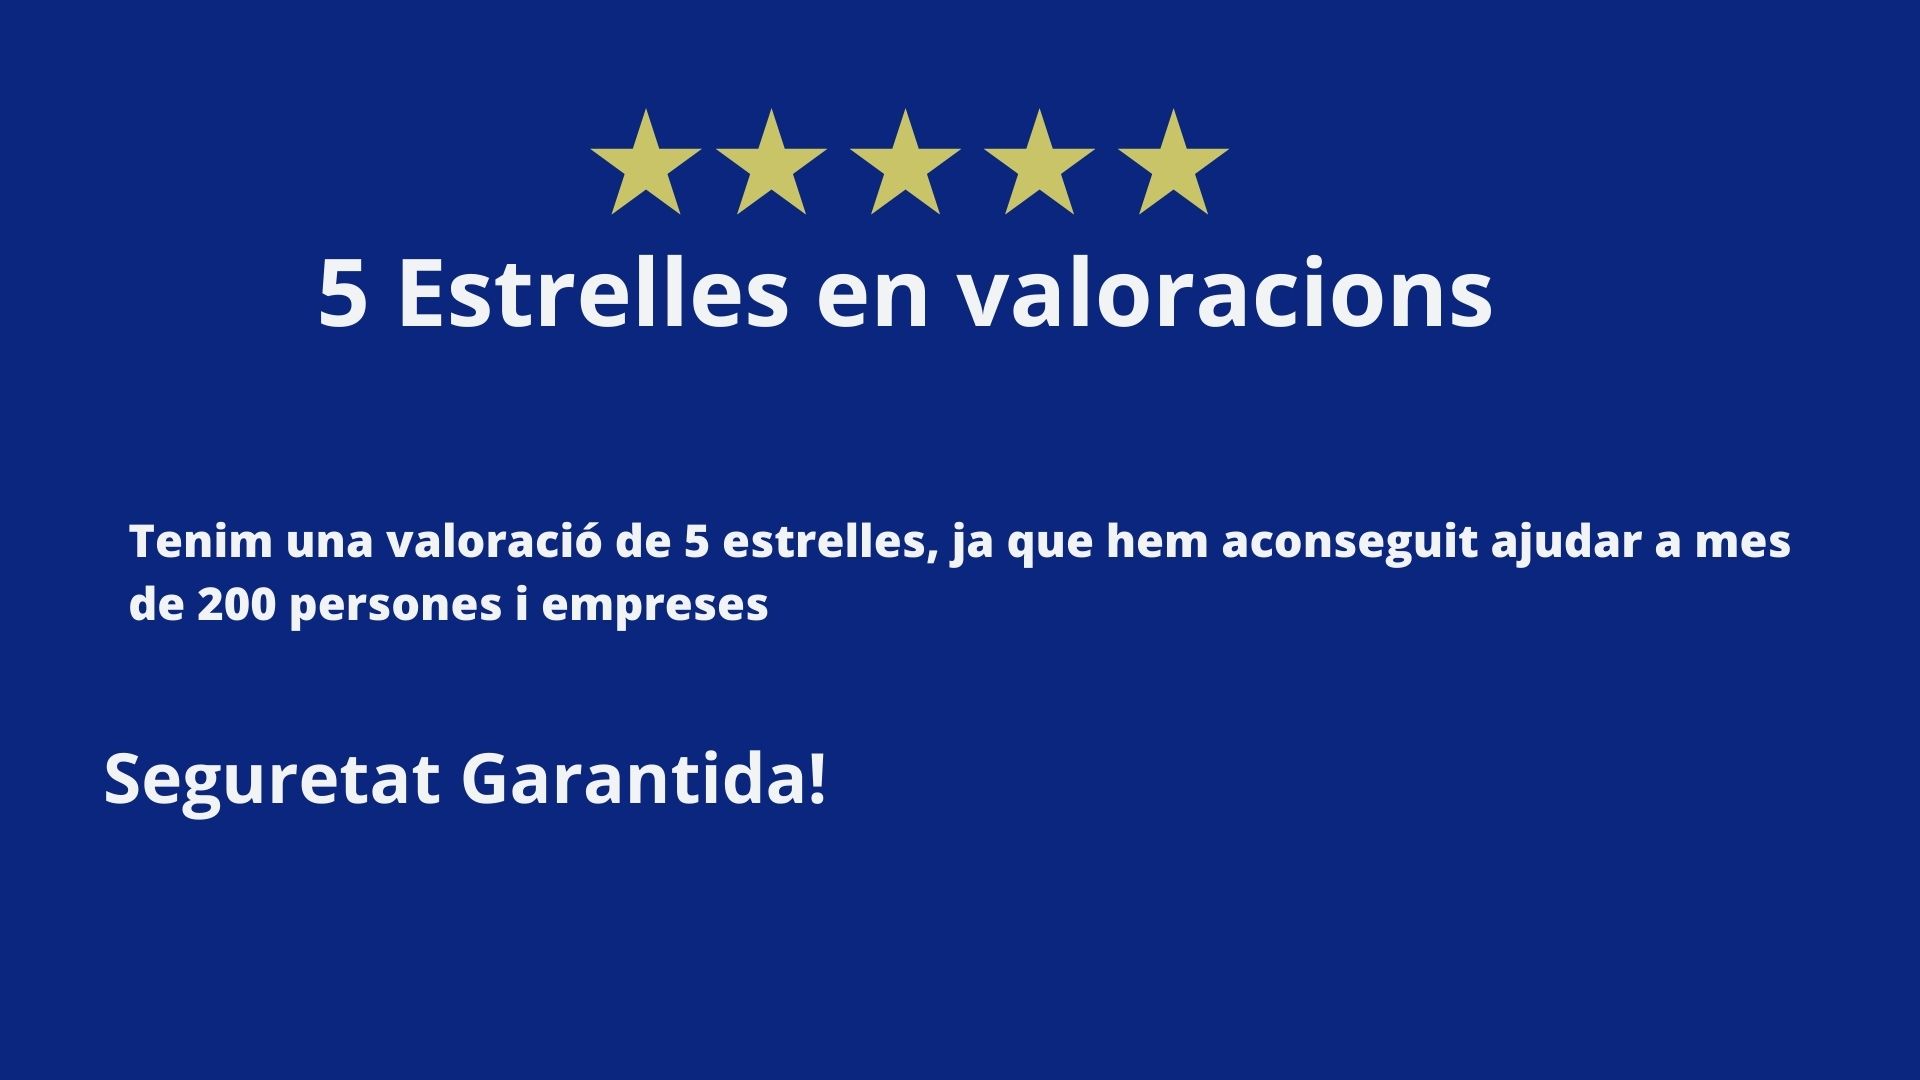 5 Estrelles en valoracions
Tenim una valoració de 5 estrelles, ja que hem aconseguit ajudar a mes
de 200 persones i empreses
Seguretat Garantida!